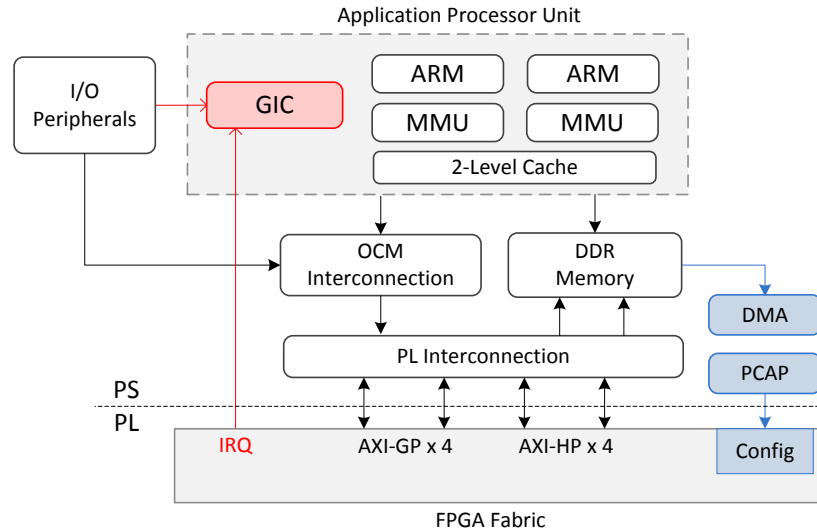 Application Processor Unit
I/O
Peripherals
GIC
ARM
ARM
MMU
MMU
2-Level Cache
OCM
Interconnection
DDR
Memory
DMA
PL Interconnection
PCAP
PS
PL
IRQ
AXI-GP x 4
AXI-HP x 4
Config
FPGA Fabric